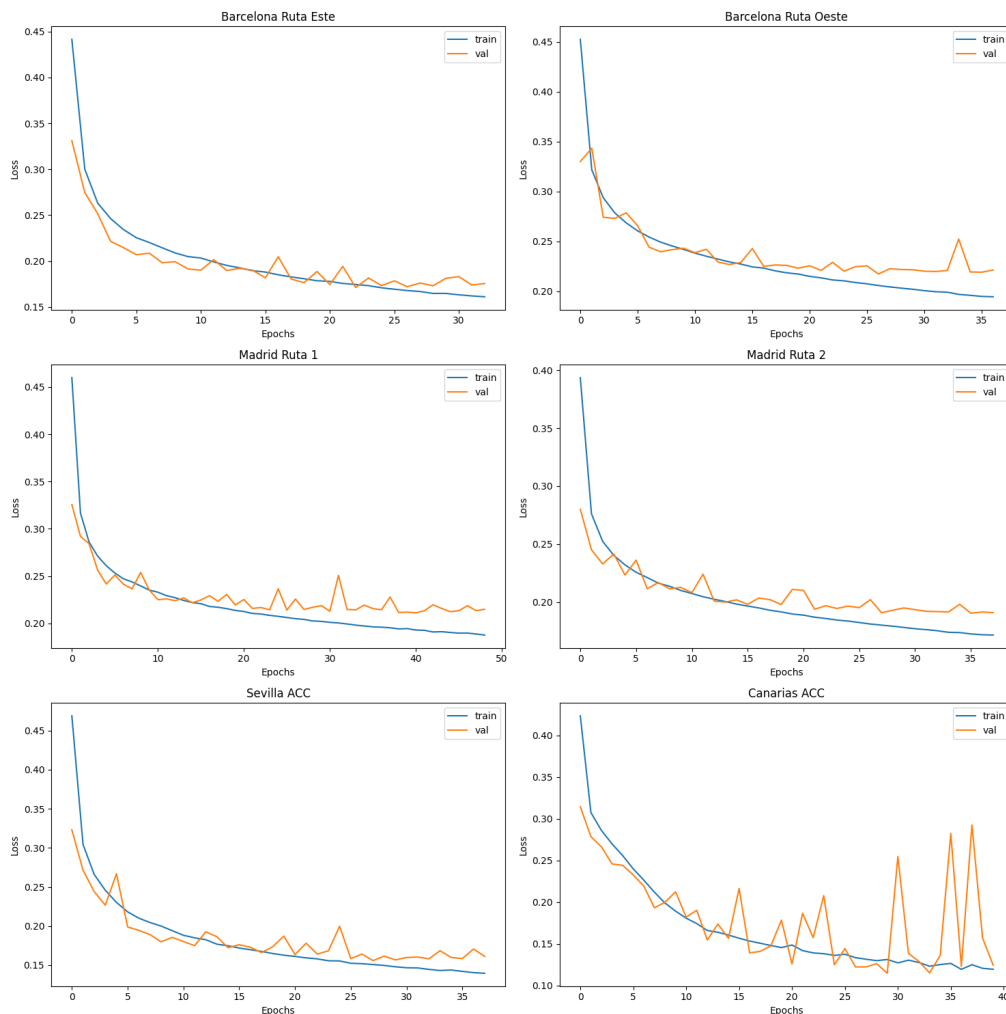 Barcelona Ruta Este
0.45
0.40
0.35
0.30
0.25
0.20
0.15
Loss
train
val
0 5 10 15 20 25 30
Epochs
Barcelona Ruta Oeste
0.45
0.40
0.35
0.30
0.25
0.20
Loss
train
val
0 5 10 15 20 25 30 35
Epochs
Madrid Ruta 1
0.45
0.40
0.35
0.30
0.25
0.20
Loss
train
val
0 10 20 30 40 50
Epochs
Madrid Ruta 2
0.40
0.35
0.30
0.25
0.20
Loss
train
val
0 5 10 15 20 25 30 35
Epochs
Sevilla ACC
0.45
0.40
0.35
0.30
0.25
0.20
0.15
Loss
train
val
0 5 10 15 20 25 30 35
Epochs
Canarias ACC
0.40
0.35
0.30
0.25
0.20
0.15
0.10
Loss
train
val
0 5 10 15 20 25 30 35 40
Epochs